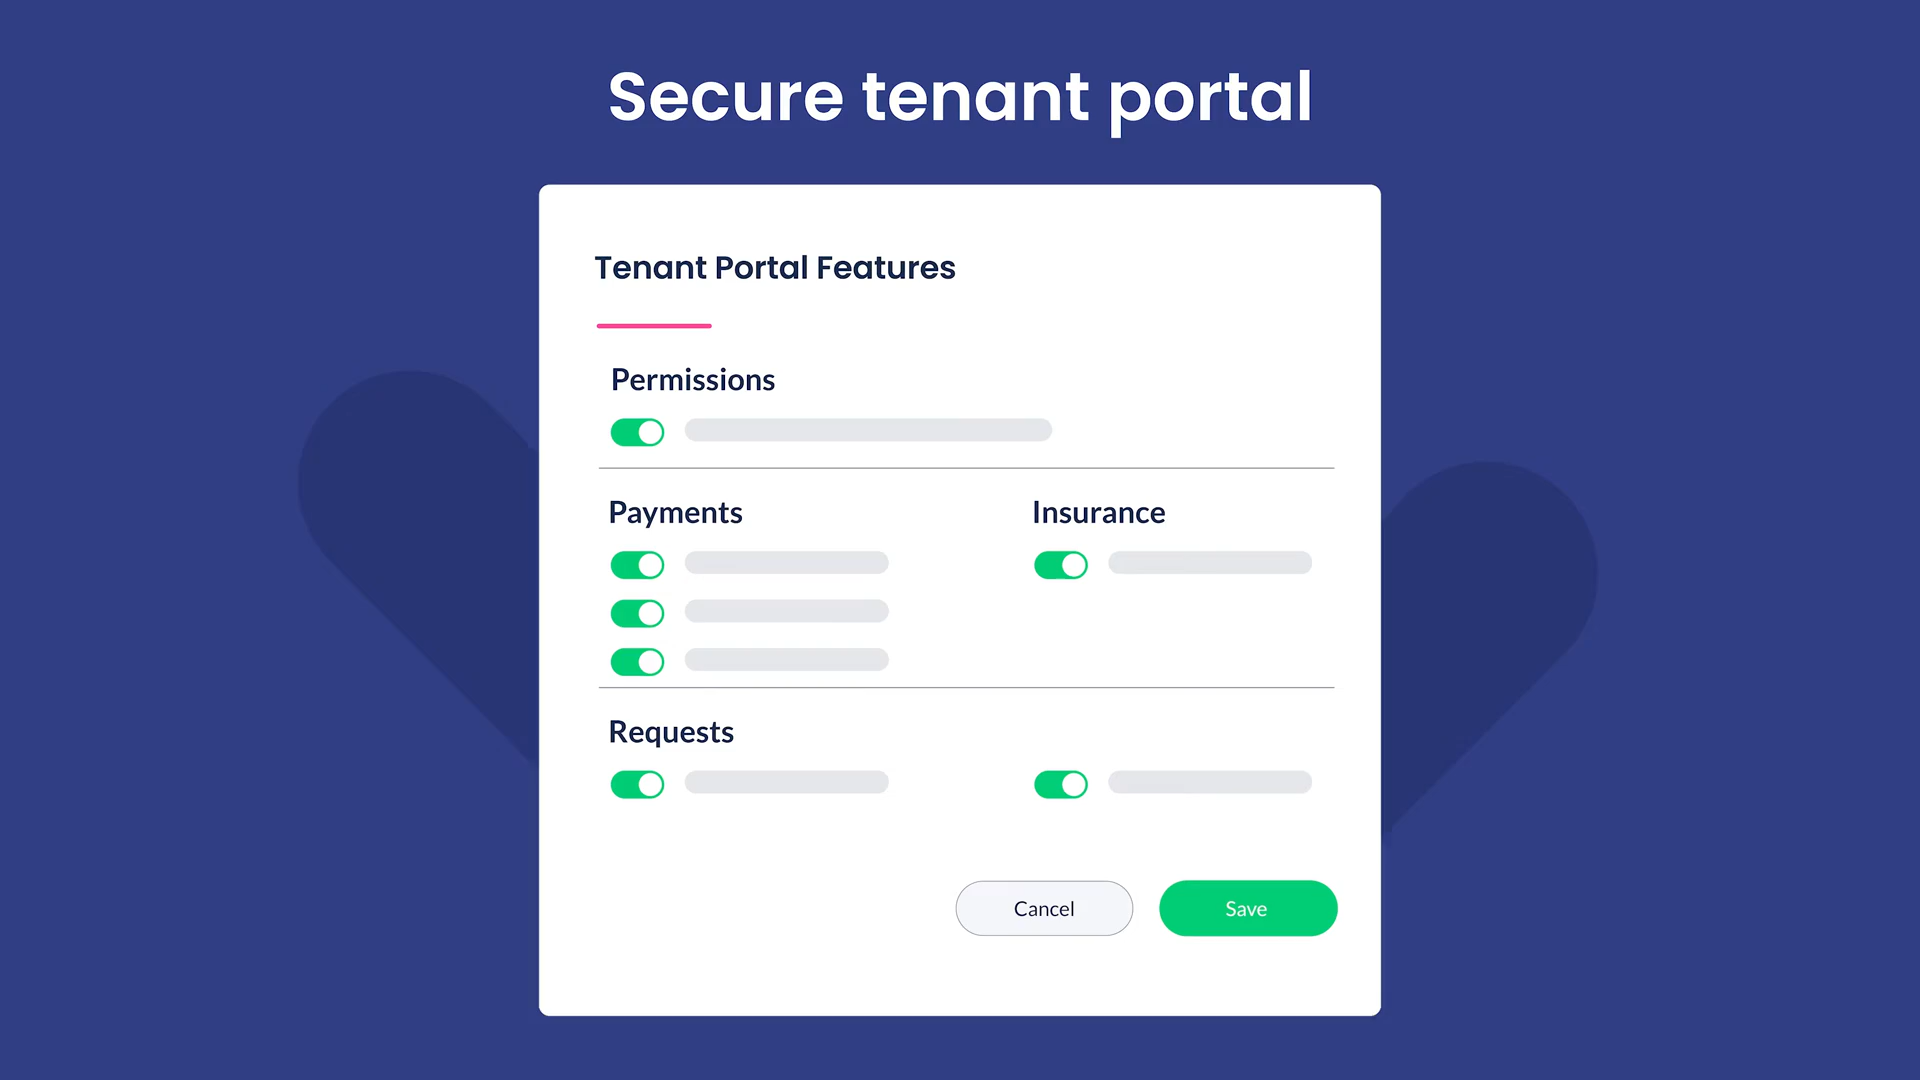 Secure tenant portal
Tenant Portal Features
Permissions
Payments
Insurance
Requests
Cancel
Save